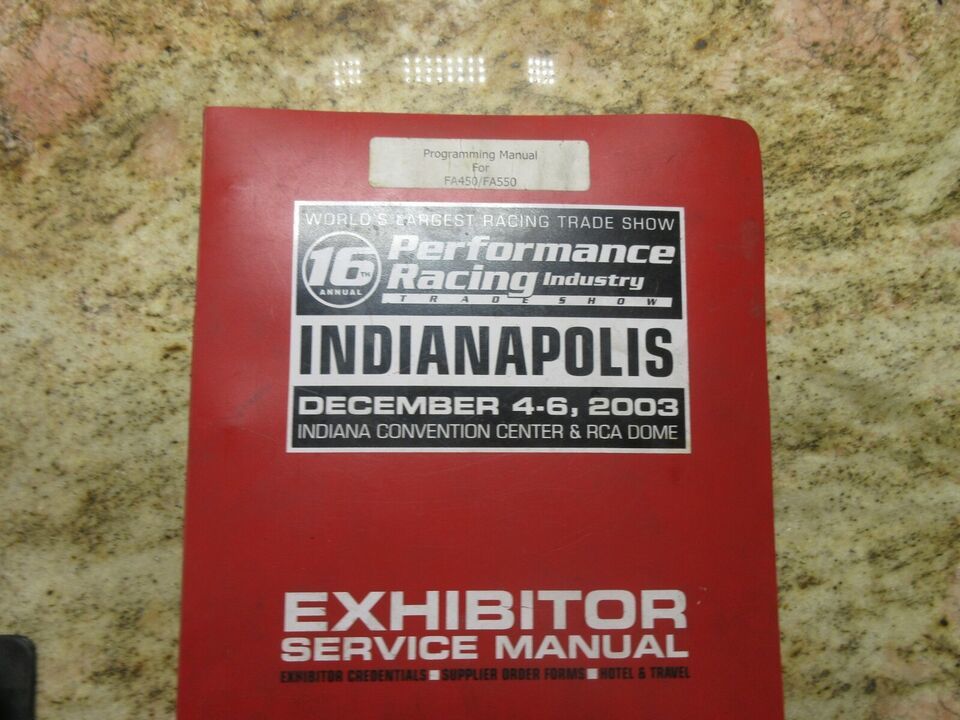 Programming Manual
For
FA450/FA550
WORLD'S LARGEST RACING TRADE SHOW
16TH
ANNUAL
Performance
Racing Industry
TRADE SHOW
INDIANAPOLIS
DECEMBER 4-6, 2003
INDIANA CONVENTION CENTER & RCA DOME
EXHIBITOR
SERVICE MANUAL
EXHIBITOR CREDENTIALS ■ SUPPLIER ORDER FORMS ■ HOTEL & TRAVEL